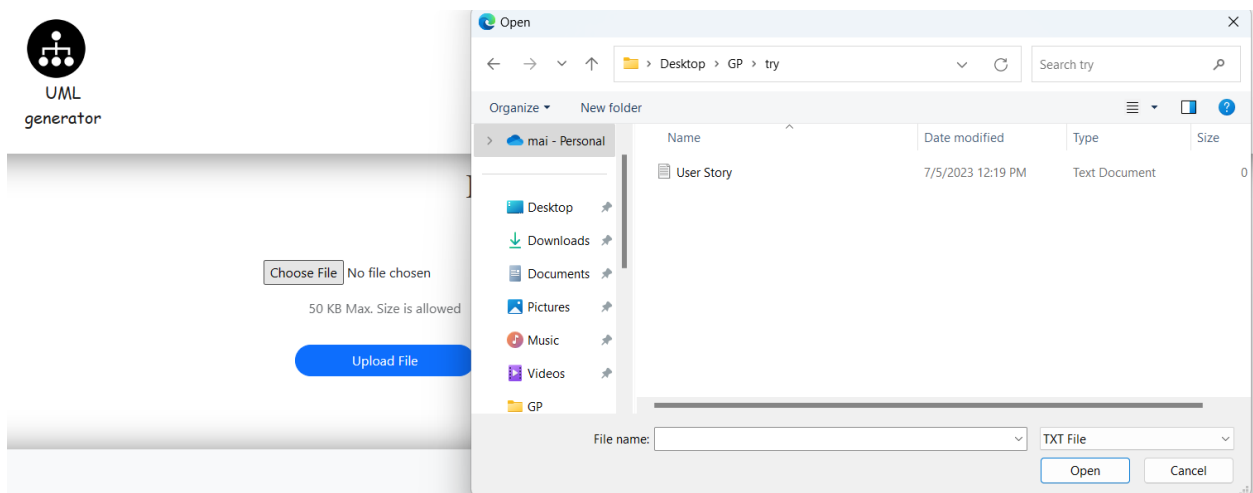 UML
generator
Choose File No file chosen
50 KB Max. Size is allowed
Upload File
Open
Desktop > GP > try
Search try
Organize
New folder
mai - Personal
Desktop
Downloads
Documents
Pictures
Music
Videos
GP
Name Date modified Type Size
User Story 7/5/2023 12:19 PM Text Document 0
File name:
TXT File
Open Cancel